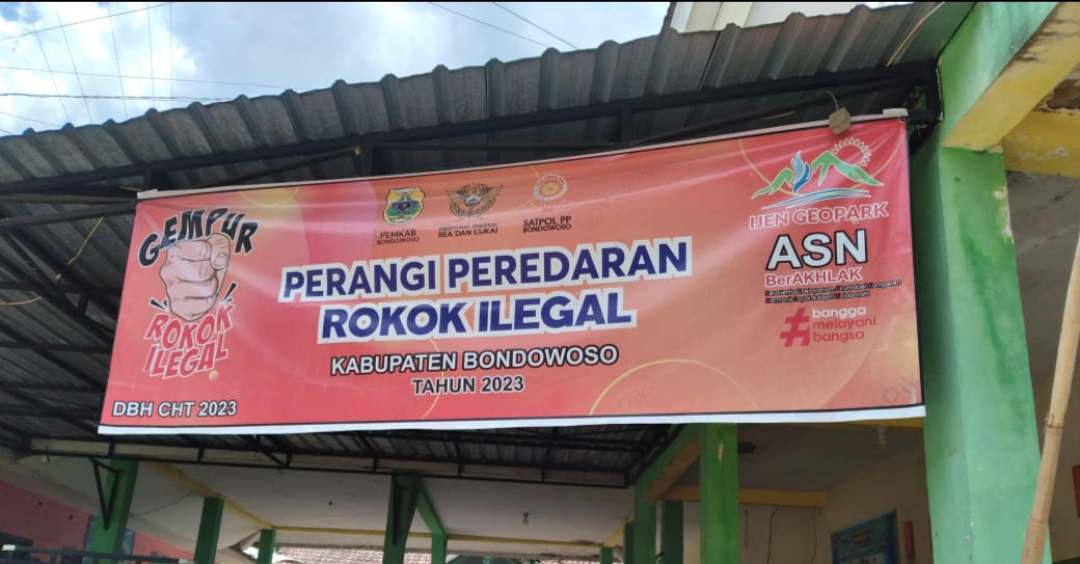 GEMPUR
ROKOK
ILEGAL
DBH CHT 2023
PEMKAB
BONDOWOSO
BEA DAN CUKAI
SATPOL PP
BONDOWOSO
PERANGI PEREDARAN
ROKOK ILEGAL
KABUPATEN BONDOWOSO
TAHUN 2023
IJEN GEOPARK
ASN
BerAKHLAK
#bangga
melayani
bangsa